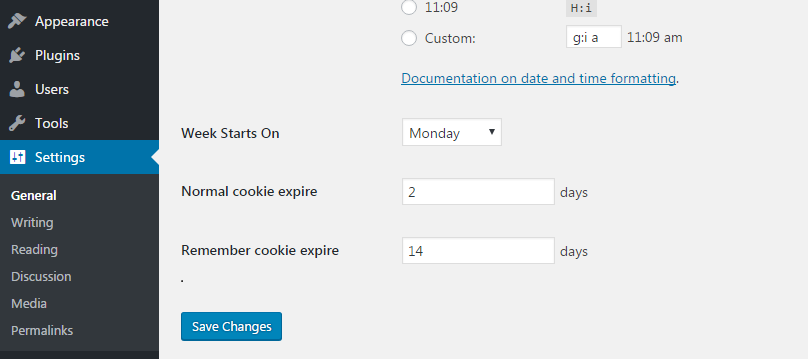 Appearance
Plugins
Users
Tools
Settings
General
Writing
Reading
Discussion
Media
Permalinks
11:09 H:i
Custom: g:i a 11:09 am
Documentation on date and time formatting.
Week Starts On Monday
Normal cookie expire 2 days
Remember cookie expire 14 days
.
Save Changes